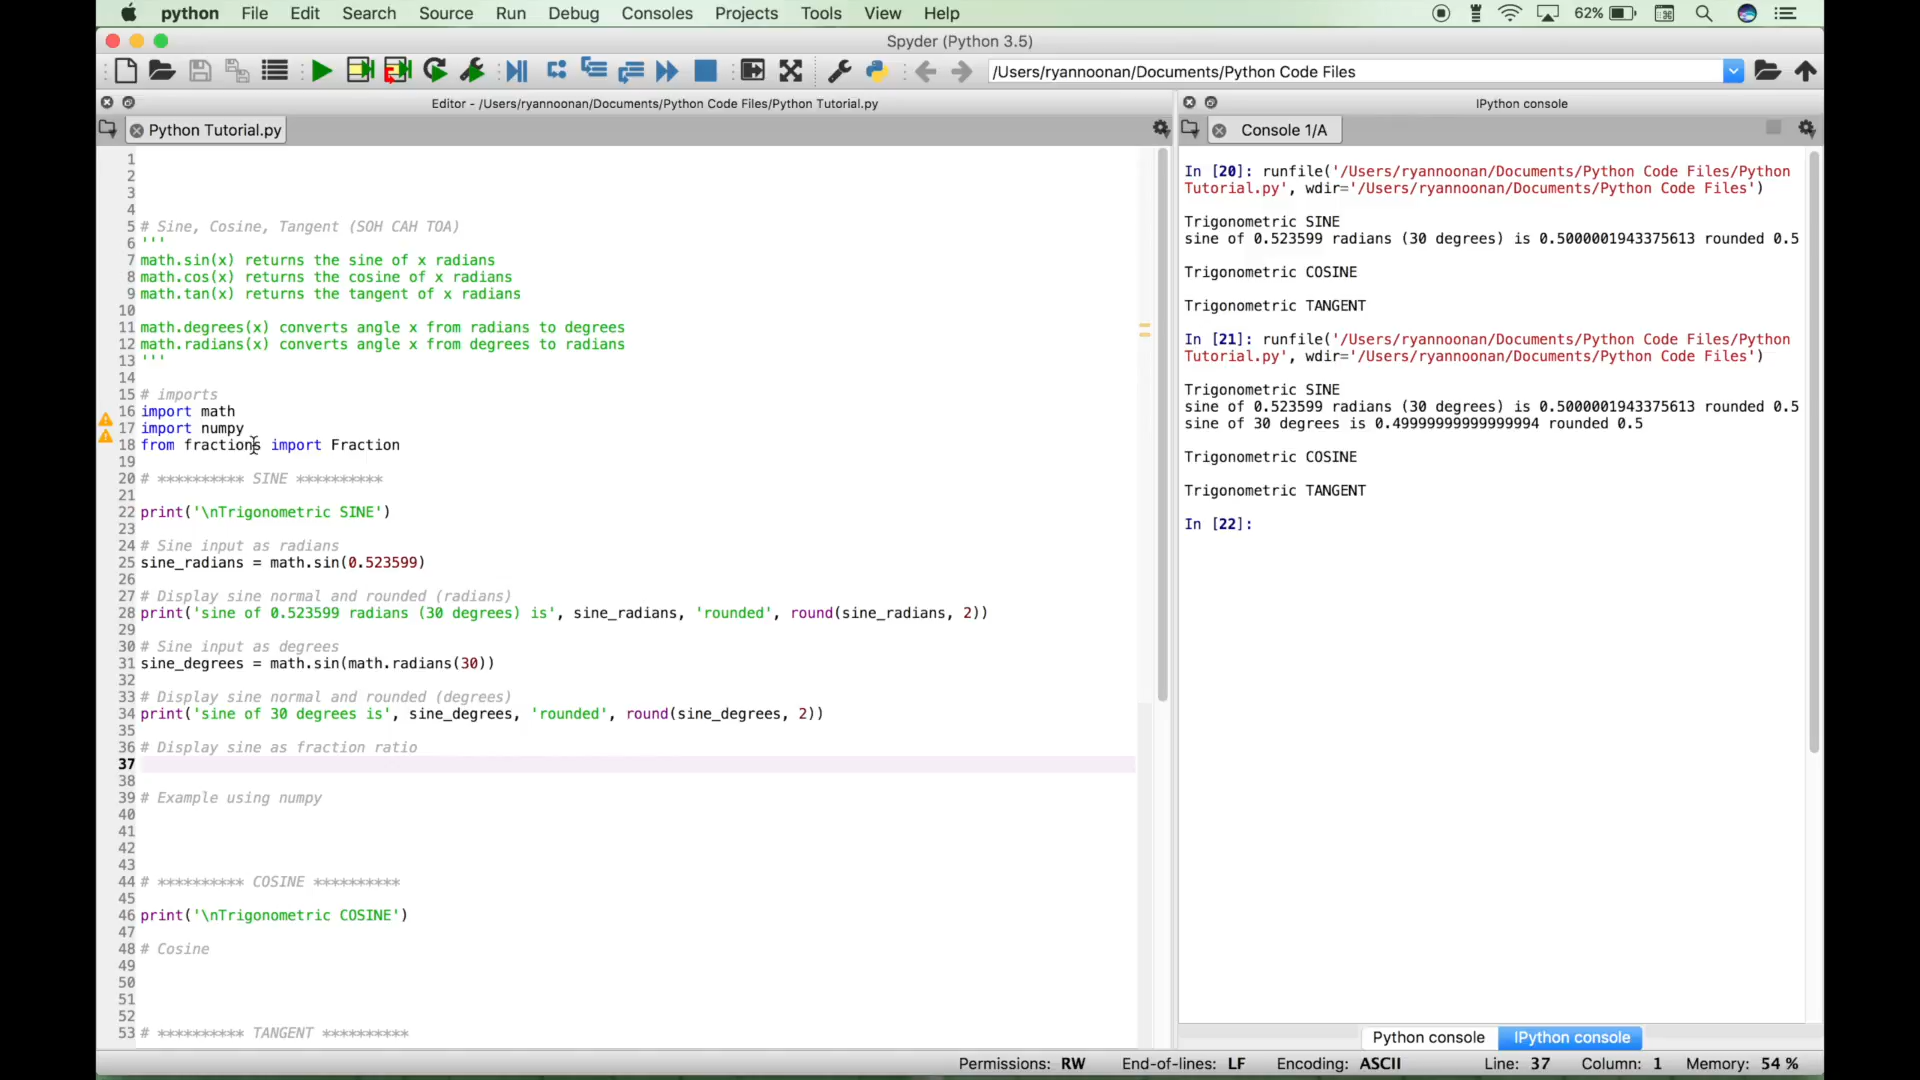 python File Edit Search Source Run Debug Consoles Projects Tools View Help 62%
Spyder (Python 3.5)
/Users/ryannoonan/Documents/Python Code Files
Editor - /Users/ryannoonan/Documents/Python Code Files/Python Tutorial.py
Python Tutorial.py
1
2
3
4
5 # Sine, Cosine, Tangent (SOH CAH TOA)
6 '''
7 math.sin(x) returns the sine of x radians
8 math.cos(x) returns the cosine of x radians
9 math.tan(x) returns the tangent of x radians
10
11 math.degrees(x) converts angle x from radians to degrees
12 math.radians(x) converts angle x from degrees to radians
13 '''
14
15 # imports
16 import math
17 import numpy
18 from fractions import Fraction
19
20 # ********** SINE **********
21
22 print('\nTrigonometric SINE')
23
24 # Sine input as radians
25 sine_radians = math.sin(0.523599)
26
27 # Display sine normal and rounded (radians)
28 print('sine of 0.523599 radians (30 degrees) is', sine_radians, 'rounded', round(sine_radians, 2))
29
30 # Sine input as degrees
31 sine_degrees = math.sin(math.radians(30))
32
33 # Display sine normal and rounded (degrees)
34 print('sine of 30 degrees is', sine_degrees, 'rounded', round(sine_degrees, 2))
35
36 # Display sine as fraction ratio
37
38
39 # Example using numpy
40
41
42
43
44 # ********** COSINE **********
45
46 print('\nTrigonometric COSINE')
47
48 # Cosine
49
50
51
52
53 # ********** TANGENT **********
IPython console
Console 1/A
In [20]: runfile('/Users/ryannoonan/Documents/Python Code Files/Python
Tutorial.py', wdir='/Users/ryannoonan/Documents/Python Code Files')
Trigonometric SINE
sine of 0.523599 radians (30 degrees) is 0.5000001943375613 rounded 0.5
Trigonometric COSINE
Trigonometric TANGENT
In [21]: runfile('/Users/ryannoonan/Documents/Python Code Files/Python
Tutorial.py', wdir='/Users/ryannoonan/Documents/Python Code Files')
Trigonometric SINE
sine of 0.523599 radians (30 degrees) is 0.5000001943375613 rounded 0.5
sine of 30 degrees is 0.49999999999999994 rounded 0.5
Trigonometric COSINE
Trigonometric TANGENT
In [22]:
Python console IPython console
Permissions: RW End-of-lines: LF Encoding: ASCII Line: 37 Column: 1 Memory: 54 %